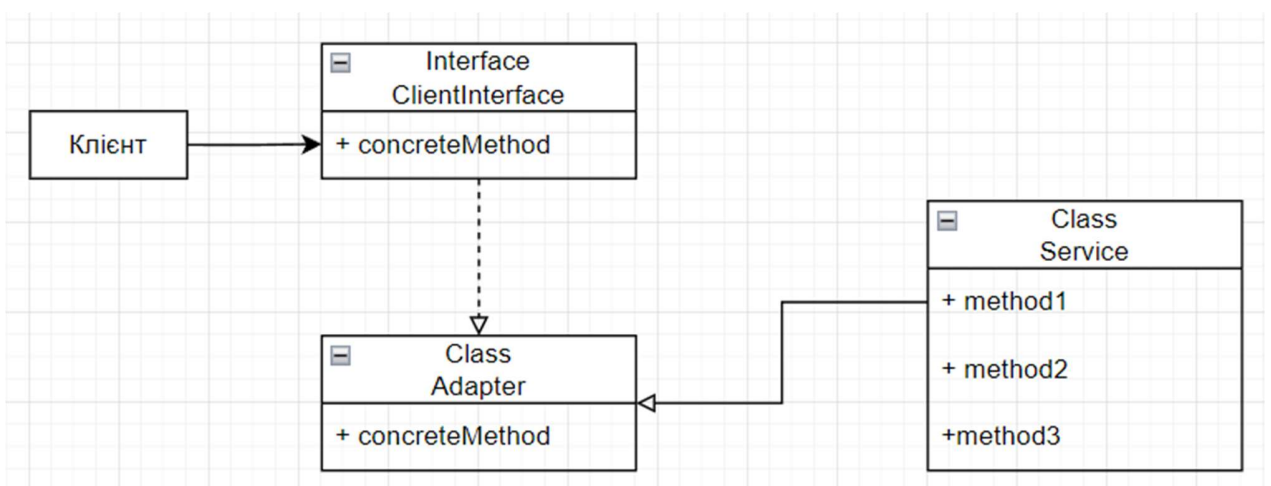 Interface
ClientInterface
Клієнт
+ concreteMethod
Class
Service
+ method1
+ method2
+method3
Class
Adapter
+ concreteMethod